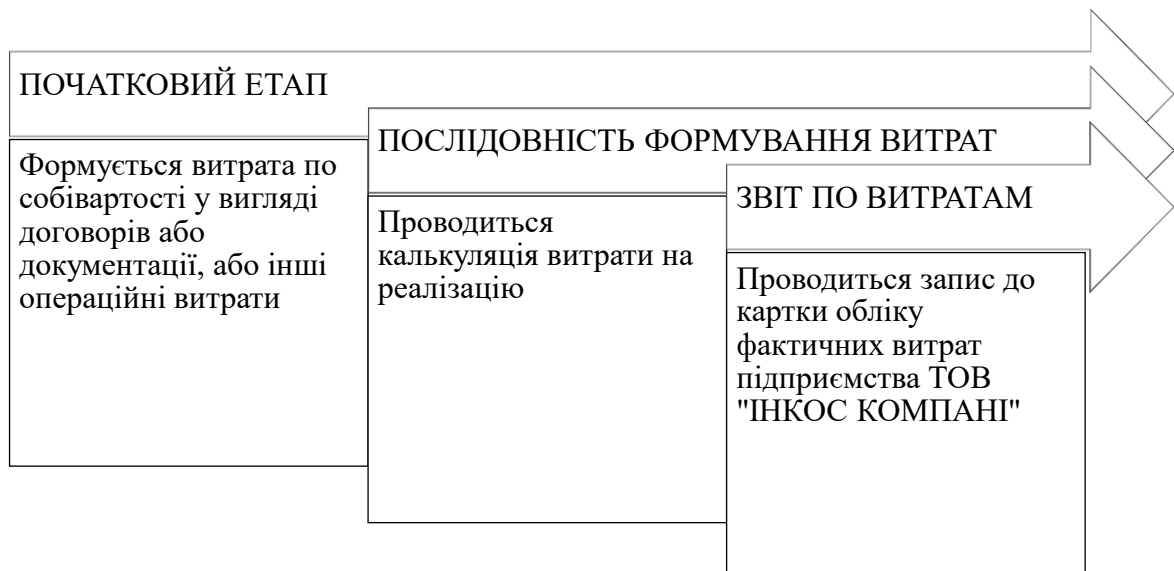 ПОЧАТКОВИЙ ЕТАП
Формується витрата по
собівартості у вигляді
договорів або
документації, або інші
операційні витрати
ПОСЛІДОВНІСТЬ ФОРМУВАННЯ ВИТРАТ
Проводиться
калькуляція витрати на
реалізацію
ЗВІТ ПО ВИТРАТАМ
Проводиться запис до
картки обліку
фактичних витрат
підприємства ТОВ
"ІНКОС КОМПАНІ"